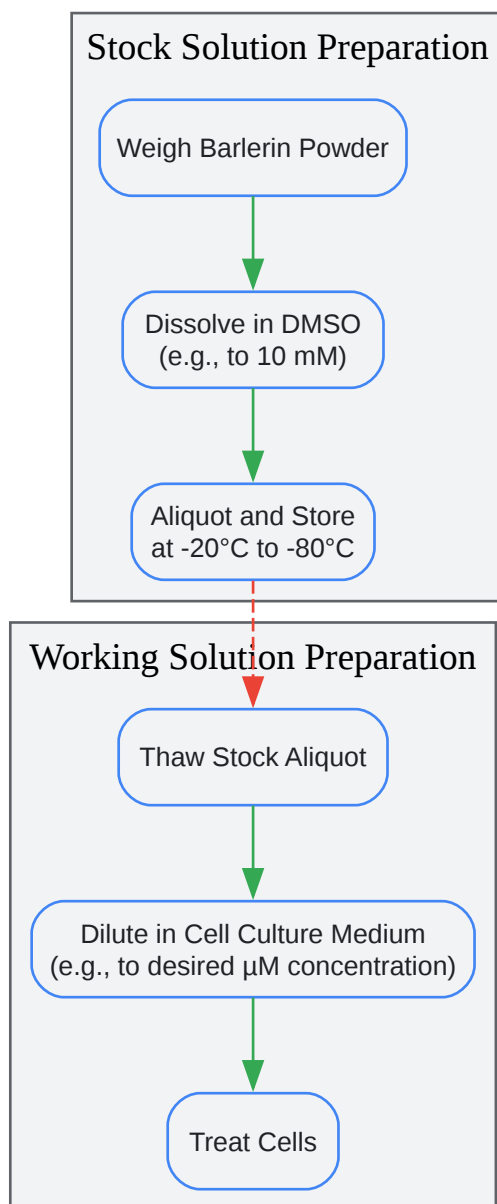 Stock Solution Preparation
Weigh Barlerin Powder
Dissolve in DMSO
(e.g., to 10 mM)
Aliquot and Store
at -20°C to -80°C
Working Solution Preparation
Thaw Stock Aliquot
Dilute in Cell Culture Medium
(e.g., to desired µM concentration)
Treat Cells